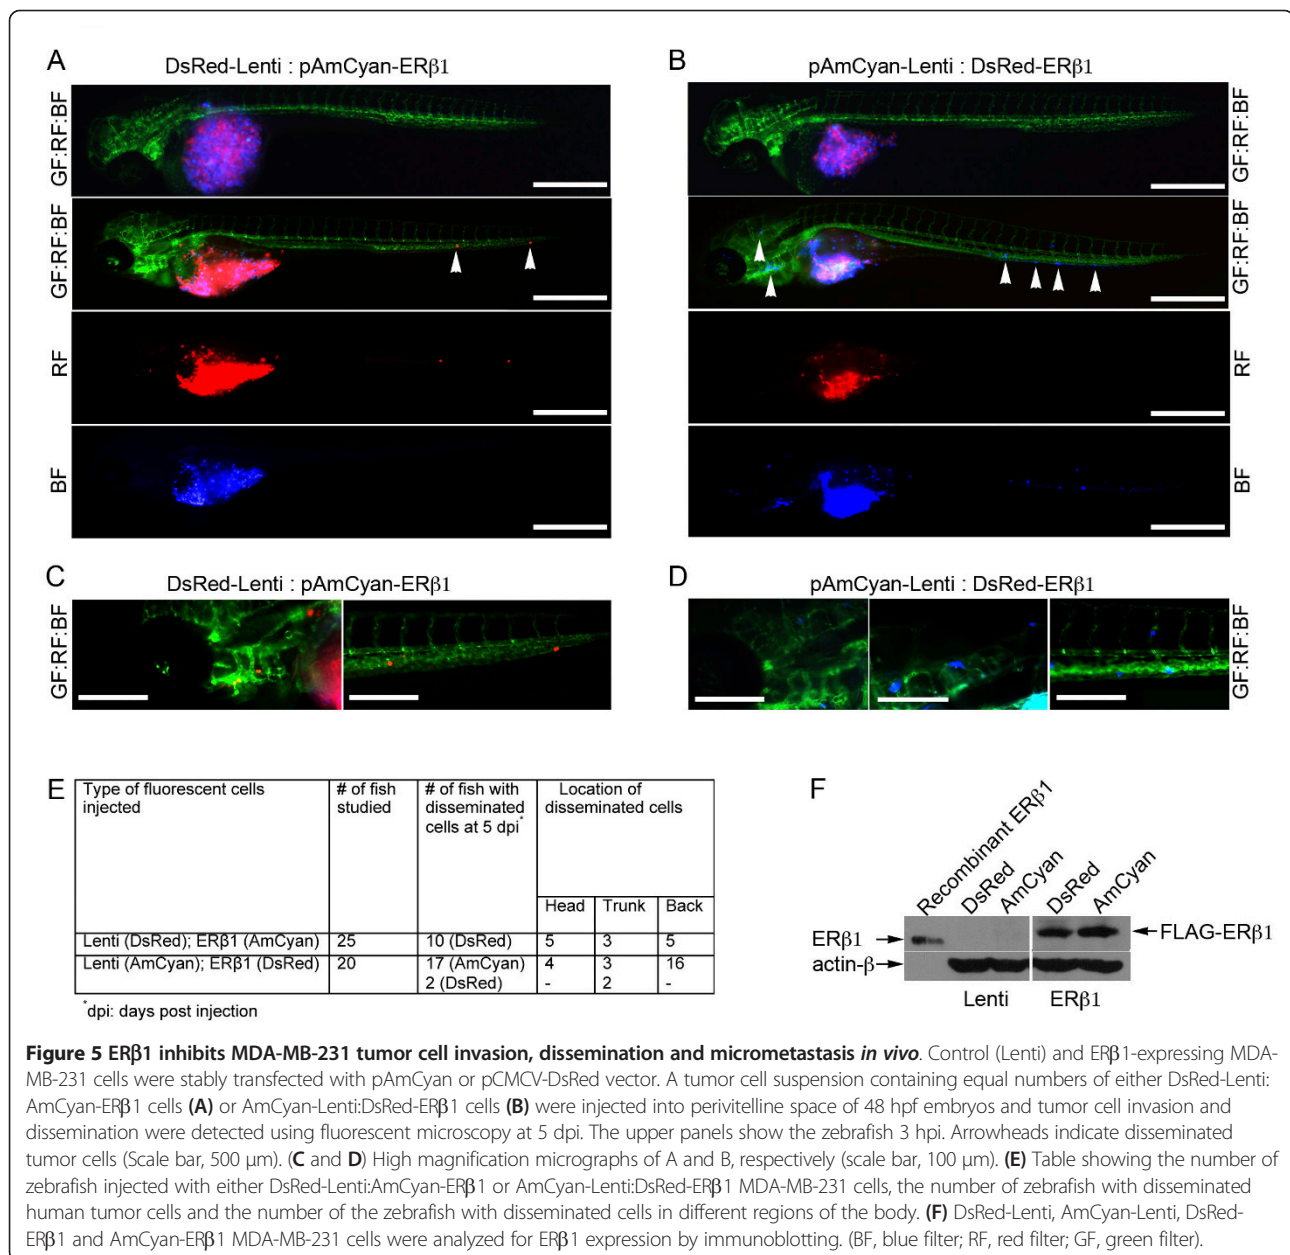 A
DsRed-Lenti : pAmCyan-ERβ1
GF:RF:BF
GF:RF:BF
RF
BF
B
pAmCyan-Lenti : DsRed-ERβ1
GF:RF:BF
GF:RF:BF
RF
BF
C
DsRed-Lenti : pAmCyan-ERβ1
GF:RF:BF
D
pAmCyan-Lenti : DsRed-ERβ1
GF:RF:BF
E
Type of fluorescent cells injected | # of fish studied | # of fish with disseminated cells at 5 dpi* | Location of disseminated cells
Head | Trunk | Back
Lenti (DsRed); ERβ1 (AmCyan) | 25 | 10 (DsRed) | 5 | 3 | 5
Lenti (AmCyan); ERβ1 (DsRed) | 20 | 17 (AmCyan) | 4 | 3 | 16
2 (DsRed) | - | 2 | -
*dpi: days post injection
F
Recombinant ERβ1
DsRed
AmCyan
DsRed
AmCyan
ERβ1
FLAG-ERβ1
actin-β
Lenti
ERβ1
Figure 5 ERβ1 inhibits MDA-MB-231 tumor cell invasion, dissemination and micrometastasis in vivo. Control (Lenti) and ERβ1-expressing MDA-
MB-231 cells were stably transfected with pAmCyan or pCMCV-DsRed vector. A tumor cell suspension containing equal numbers of either DsRed-Lenti:
AmCyan-ERβ1 cells (A) or AmCyan-Lenti:DsRed-ERβ1 cells (B) were injected into perivitelline space of 48 hpf embryos and tumor cell invasion and
dissemination were detected using fluorescent microscopy at 5 dpi. The upper panels show the zebrafish 3 hpi. Arrowheads indicate disseminated
tumor cells (Scale bar, 500 μm). (C and D) High magnification micrographs of A and B, respectively (scale bar, 100 μm). (E) Table showing the number of
zebrafish injected with either DsRed-Lenti:AmCyan-ERβ1 or AmCyan-Lenti:DsRed-ERβ1 MDA-MB-231 cells, the number of zebrafish with disseminated
human tumor cells and the number of the zebrafish with disseminated cells in different regions of the body. (F) DsRed-Lenti, AmCyan-Lenti, DsRed-
ERβ1 and AmCyan-ERβ1 MDA-MB-231 cells were analyzed for ERβ1 expression by immunoblotting. (BF, blue filter; RF, red filter; GF, green filter).